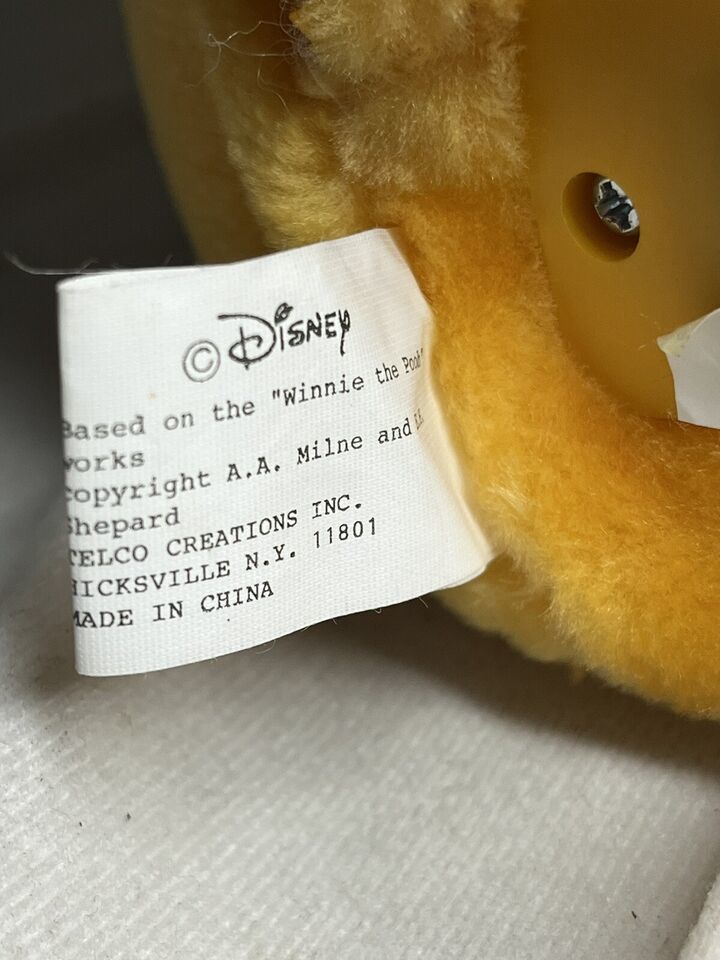 © Disney
Based on the "Winnie the Pooh"
works
copyright A.A. Milne and E.H.
Shepard
TELCO CREATIONS INC.
HICKSVILLE N.Y. 11801
MADE IN CHINA